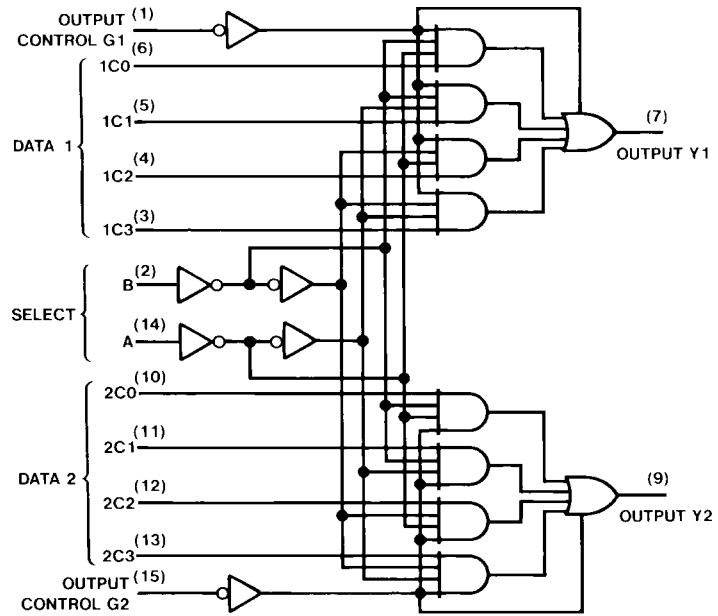 OUTPUT (1)
CONTROL G1
(6)
1C0
(5)
1C1
DATA 1
(4)
1C2
(3)
1C3
(7)
OUTPUT Y1
B (2)
SELECT
A (14)
(10)
2C0
(11)
2C1
DATA 2
(12)
2C2
(13)
2C3
(9)
OUTPUT Y2
OUTPUT (15)
CONTROL G2